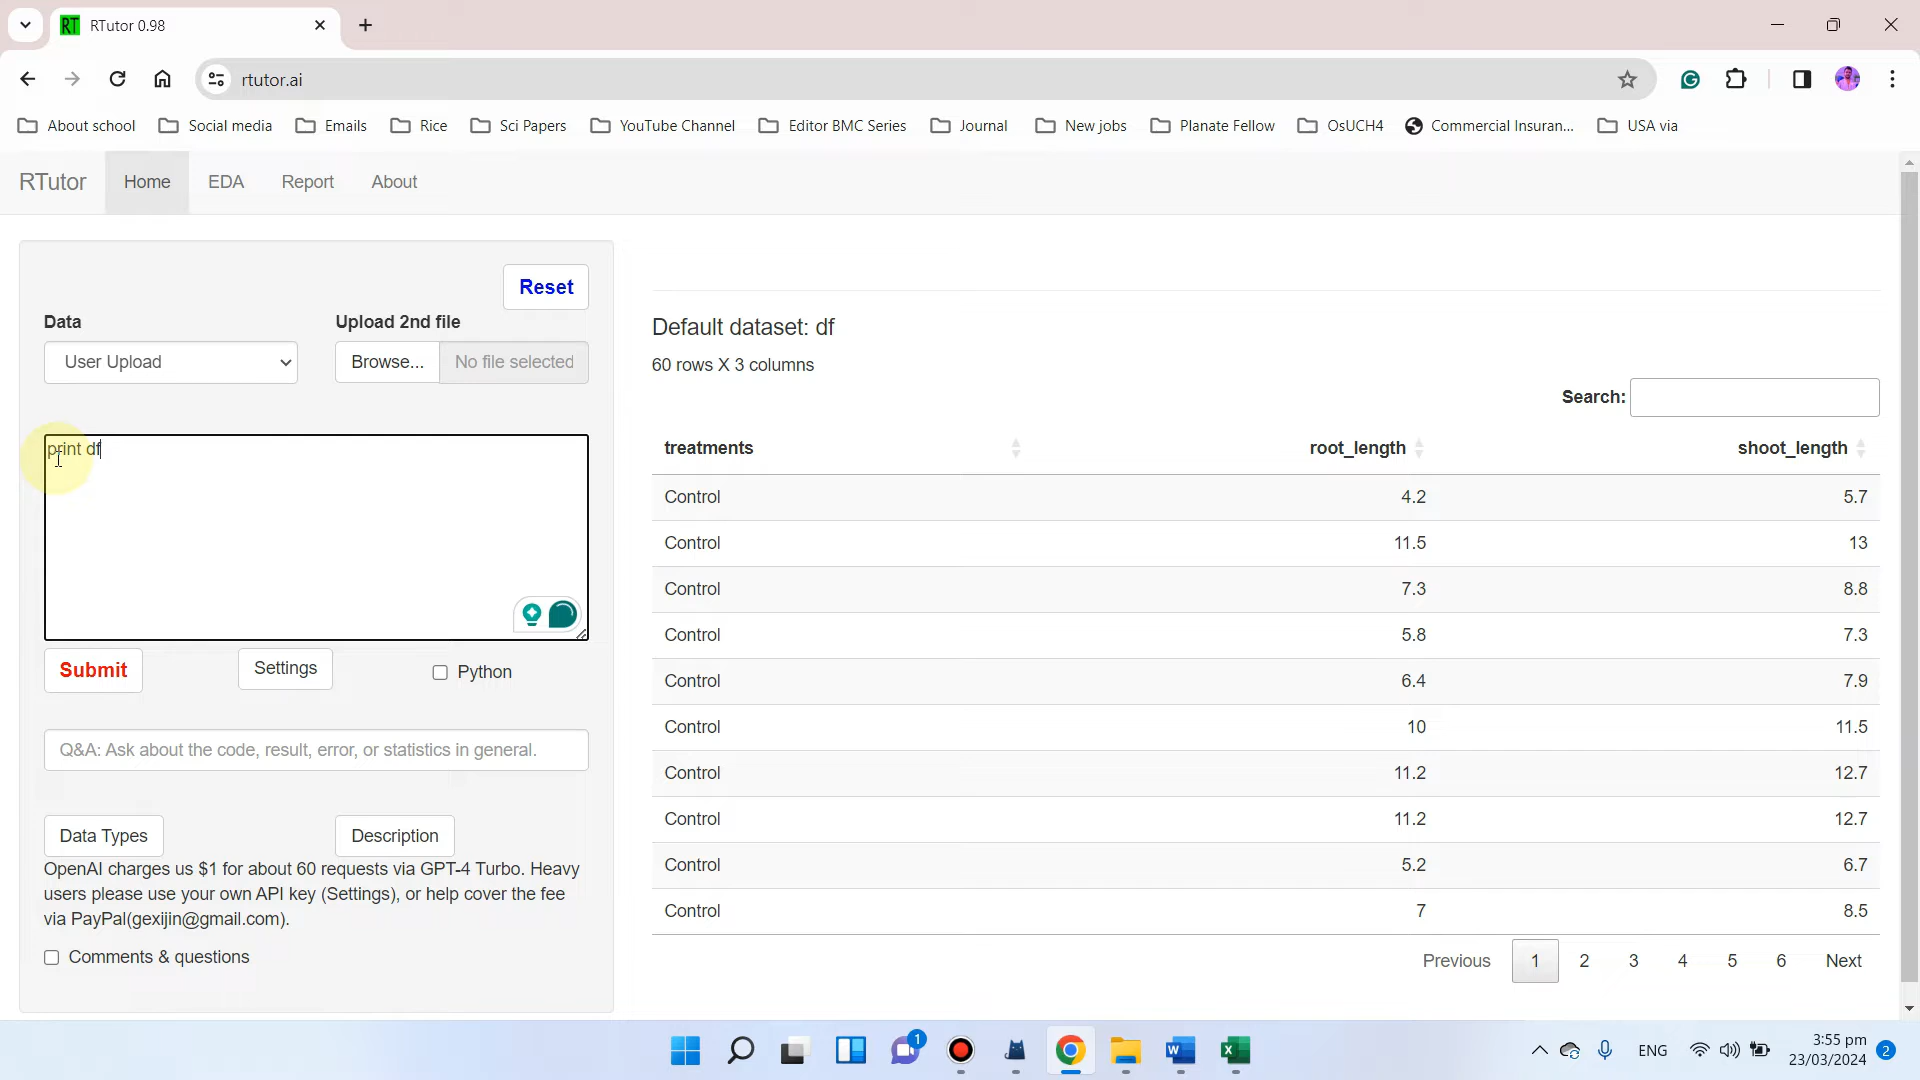 RT RTutor 0.98
rtutor.ai
About school Social media Emails Rice Sci Papers YouTube Channel Editor BMC Series Journal New jobs Planate Fellow OsUCH4 Commercial Insuran... USA via
RTutor Home EDA Report About
Reset
Data Upload 2nd file
User Upload Browse... No file selected
print df
Submit Settings Python
Q&A: Ask about the code, result, error, or statistics in general.
Data Types Description
OpenAI charges us $1 for about 60 requests via GPT-4 Turbo. Heavy
users please use your own API key (Settings), or help cover the fee
via PayPal(gexijin@gmail.com).
Comments & questions
Default dataset: df
60 rows X 3 columns
Search:
treatments root_length shoot_length
Control 4.2 5.7
Control 11.5 13
Control 7.3 8.8
Control 5.8 7.3
Control 6.4 7.9
Control 10 11.5
Control 11.2 12.7
Control 11.2 12.7
Control 5.2 6.7
Control 7 8.5
Previous 1 2 3 4 5 6 Next
1
W
X
ENG
3:55 pm
23/03/2024
2